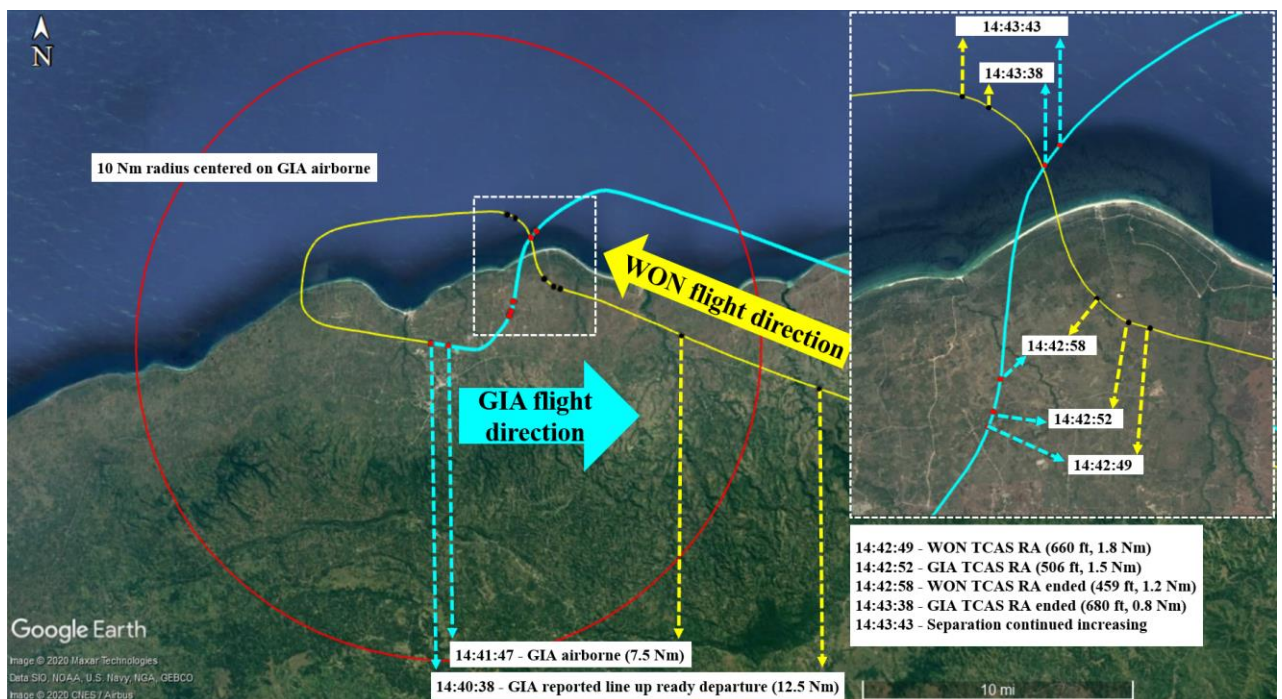 N
10 Nm radius centered on GIA airborne
WON flight direction
GIA flight
direction
14:43:43
14:43:38
14:42:58
14:42:52
14:42:49
14:42:49 - WON TCAS RA (660 ft, 1.8 Nm)
14:42:52 - GIA TCAS RA (506 ft, 1.5 Nm)
14:42:58 - WON TCAS RA ended (459 ft, 1.2 Nm)
14:43:38 - GIA TCAS RA ended (680 ft, 0.8 Nm)
14:43:43 - Separation continued increasing
14:41:47 - GIA airborne (7.5 Nm)
14:40:38 - GIA reported line up ready departure (12.5 Nm)
Google Earth
Image © 2020 Maxar Technologies
Data SIO, NOAA, U.S. Navy, NGA, GEBCO
Image © 2020 CNES / Airbus
10 mi